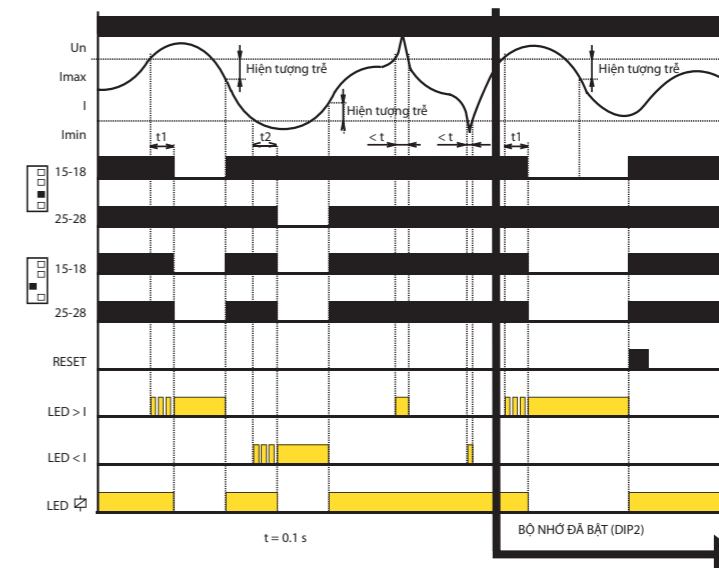 Un
Hiện tượng trễ
Hiện tượng trễ
Imax
I
Hiện tượng trễ
Imin
t1
t2
< t
< t
t1
15-18
25-28
15-18
25-28
RESET
LED > I
LED < I
LED
t = 0.1 s
BỘ NHỚ ĐÃ BẬT (DIP2)